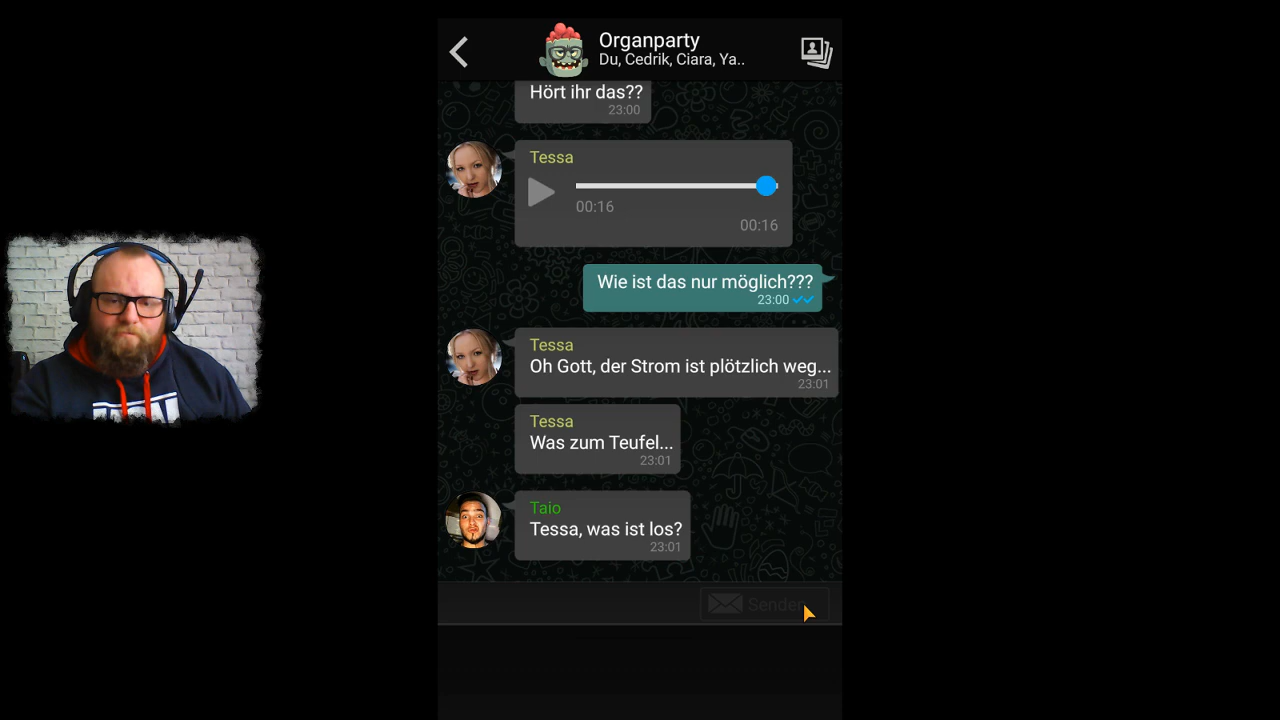 Organparty
Du, Cedrik, Ciara, Ya..
Hört ihr das??
23:00
Tessa
00:16
00:16
Wie ist das nur möglich???
23:00
Tessa
Oh Gott, der Strom ist plötzlich weg...
23:01
Tessa
Was zum Teufel...
23:01
Taio
Tessa, was ist los?
23:01
Senden